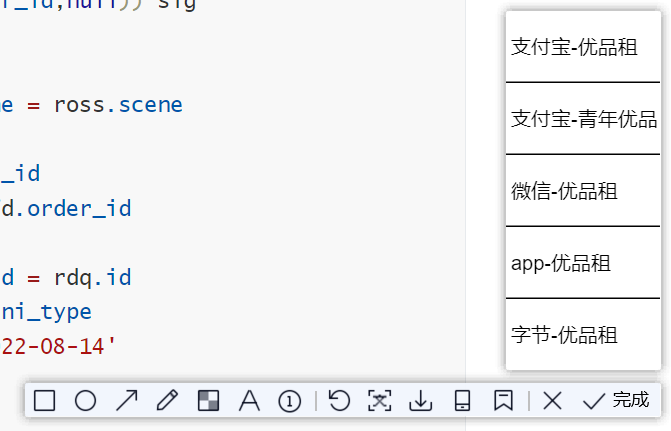 r_id,null)) sig
e = ross.scene
_id
d.order_id
d = rdq.id
ni_type
22-08-14'
支付宝-优品租
支付宝-青年优品
微信-优品租
app-优品租
字节-优品租
完成